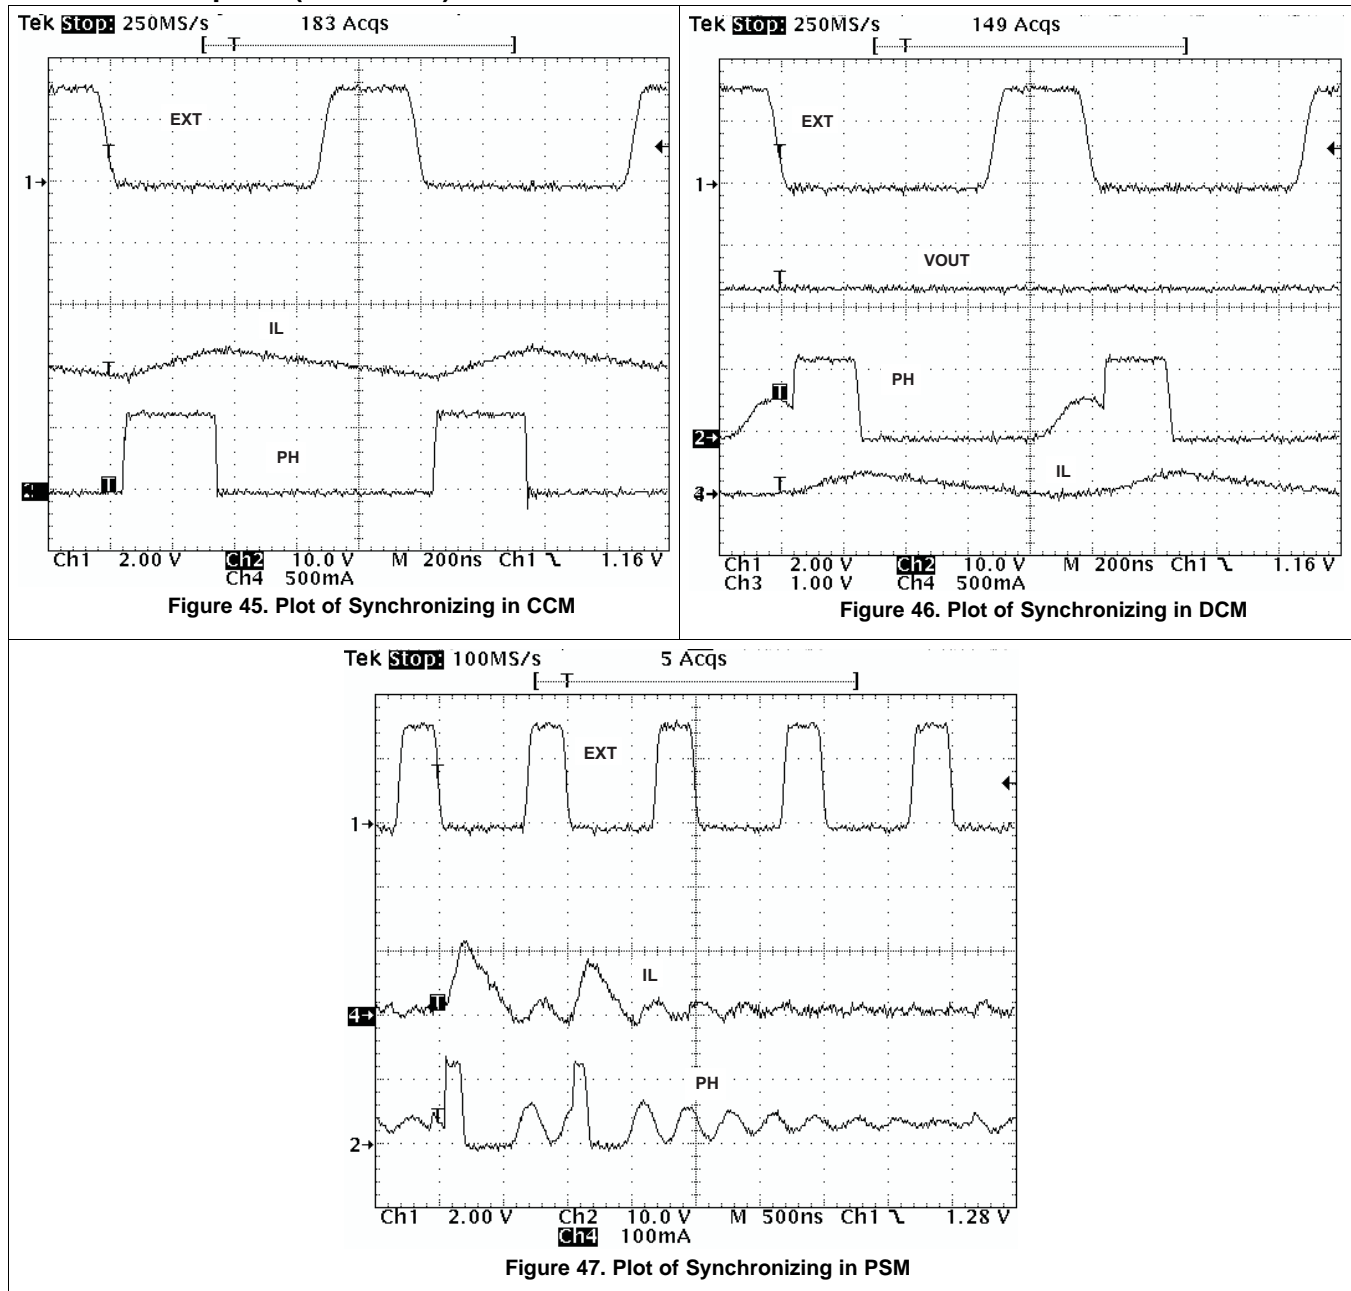 Tek Stop: 250MS/s 183 Acqs
[ T ]
EXT
T
1→
IL
T
PH
T
2
Ch1 2.00 V Ch2 10.0 V M 200ns Ch1 1.16 V
Ch4 500mA
Figure 45. Plot of Synchronizing in CCM
Tek Stop: 250MS/s 149 Acqs
[ T ]
EXT
T
1→
VOUT
T
PH
T
2→
IL
T
Ch1 2.00 V Ch2 10.0 V M 200ns Ch1 1.16 V
Ch3 1.00 V Ch4 500mA
Figure 46. Plot of Synchronizing in DCM
Tek Stop: 100MS/s 5 Acqs
[ T ]
EXT
T
1→
IL
T
4→
PH
T
2→
Ch1 2.00 V Ch2 10.0 V M 500ns Ch1 1.28 V
Ch4 100mA
Figure 47. Plot of Synchronizing in PSM